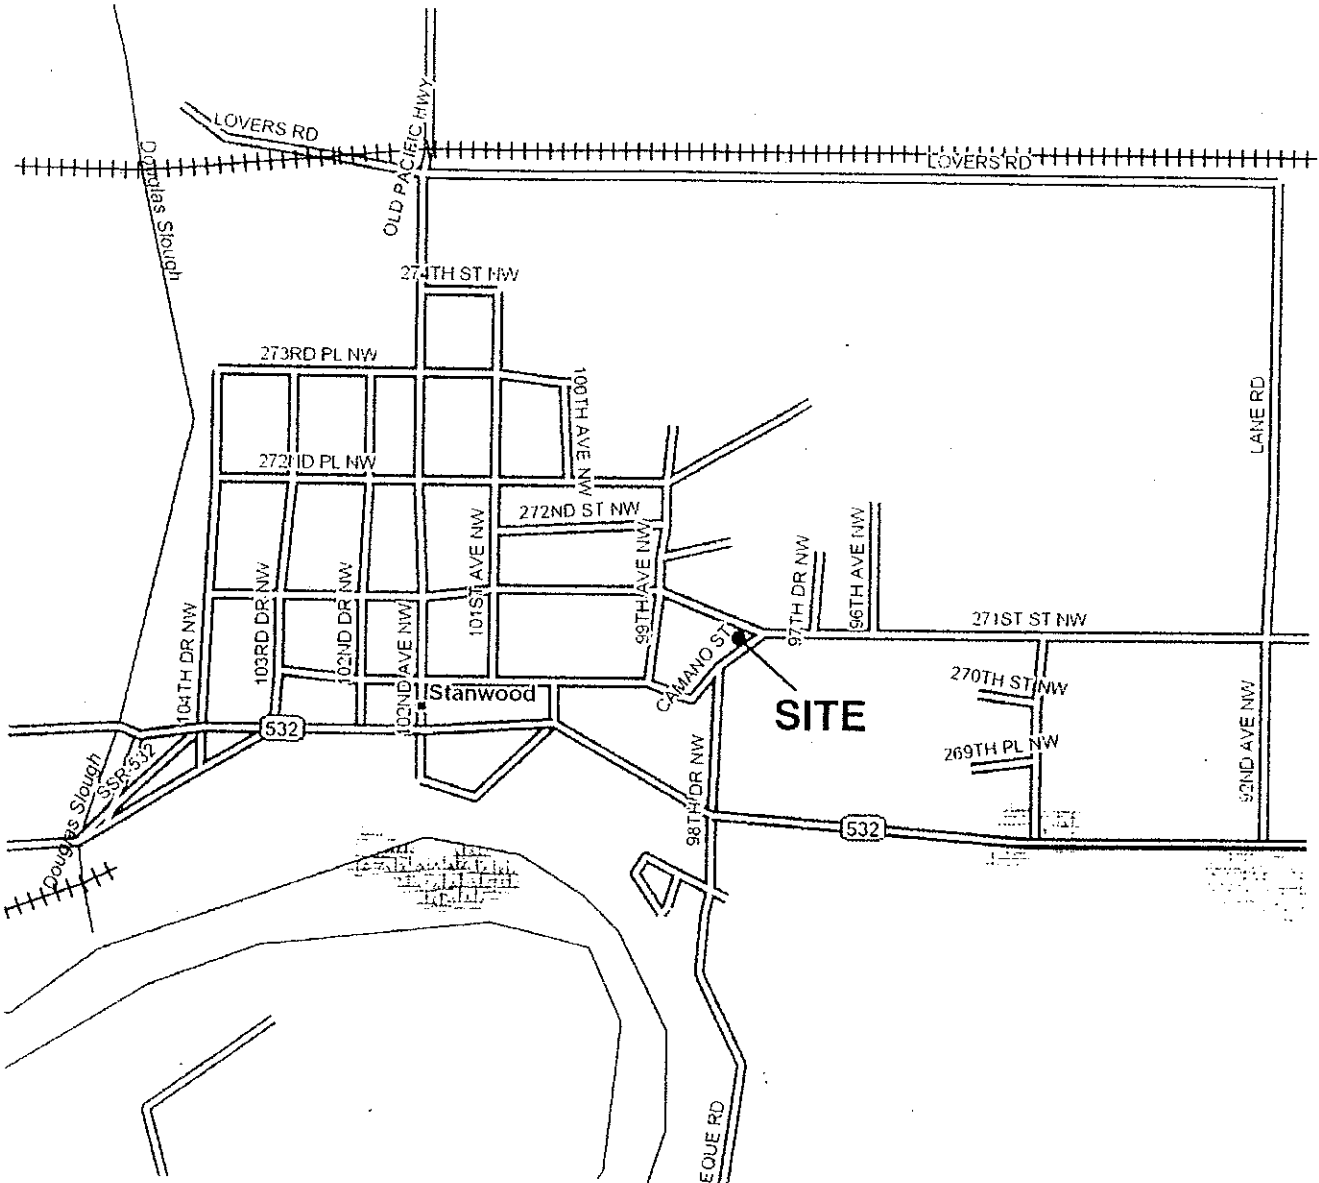 LOVERS RD
OLD PACIFIC HWY
LOVERS RD
Douglas Slough
274TH ST NW
273RD PL NW
100TH AVE NW
LANE RD
272ND PL NW
272ND ST NW
101ST AVE NW
99TH AVE NW
97TH DR NW
96TH AVE NW
271ST ST NW
104TH DR NW
103RD DR NW
102ND DR NW
102ND AVE NW
CAMANO ST
Stanwood
270TH ST NW
SITE
532
SSR-532
269TH PL NW
92ND AVE NW
98TH DR NW
532
Douglas Slough
EQUE RD